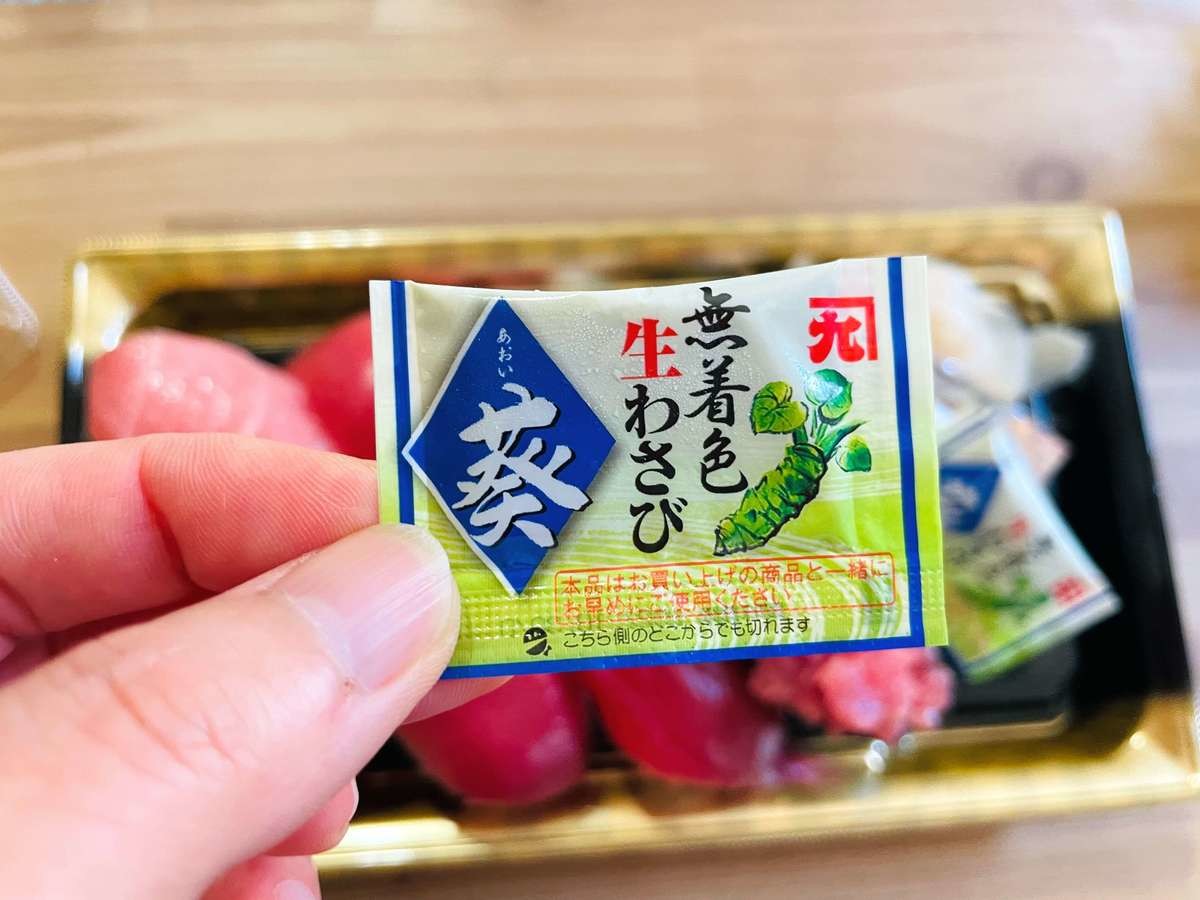 あおい
葵
無着色
生わさび
九
本品はお買い上げの商品と一緒に
お早めにご使用ください
こちら側のどこからでも切れます